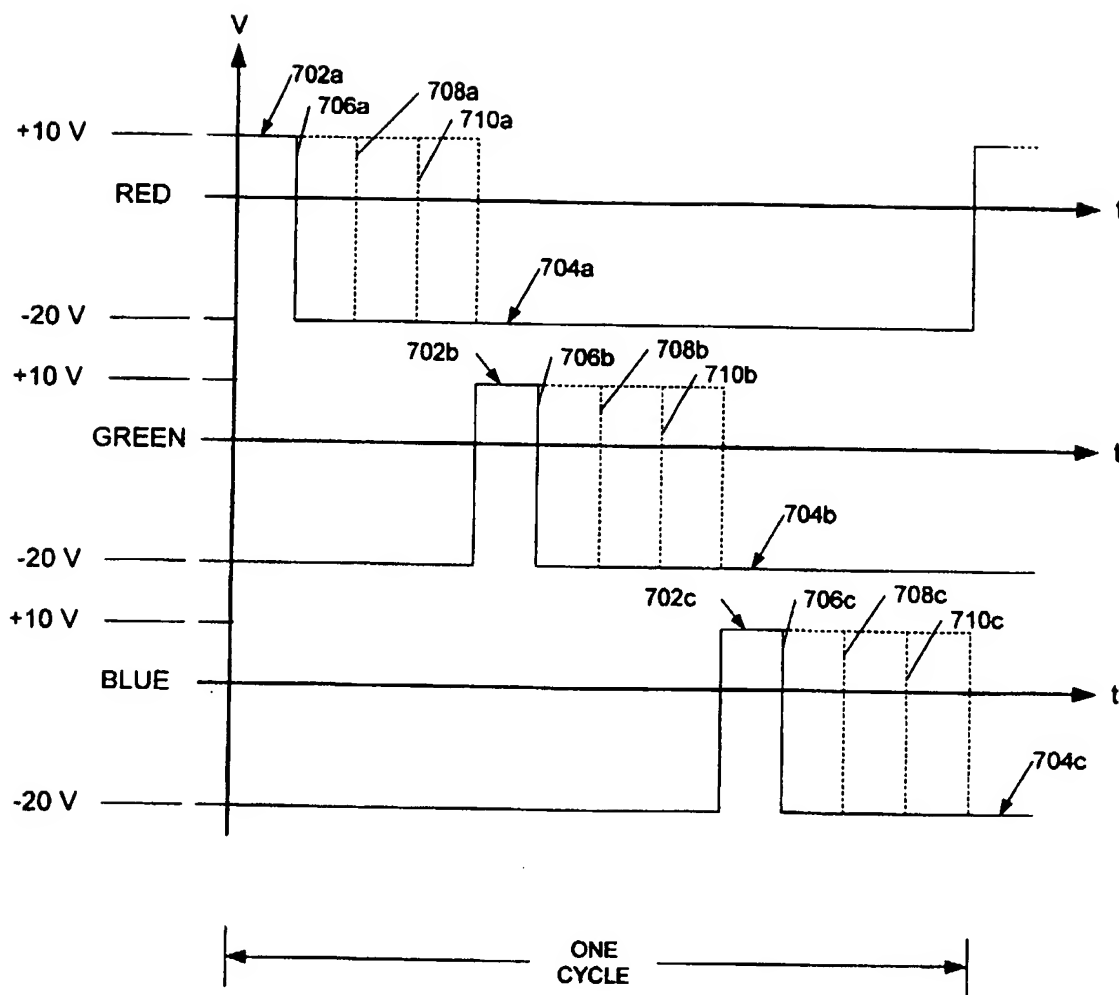 V
702a
706a
708a
710a
+10 V
RED
t
704a
-20 V
702b
706b
708b
710b
+10 V
GREEN
t
704b
-20 V
702c
706c
708c
710c
+10 V
BLUE
t
704c
-20 V
ONE
CYCLE